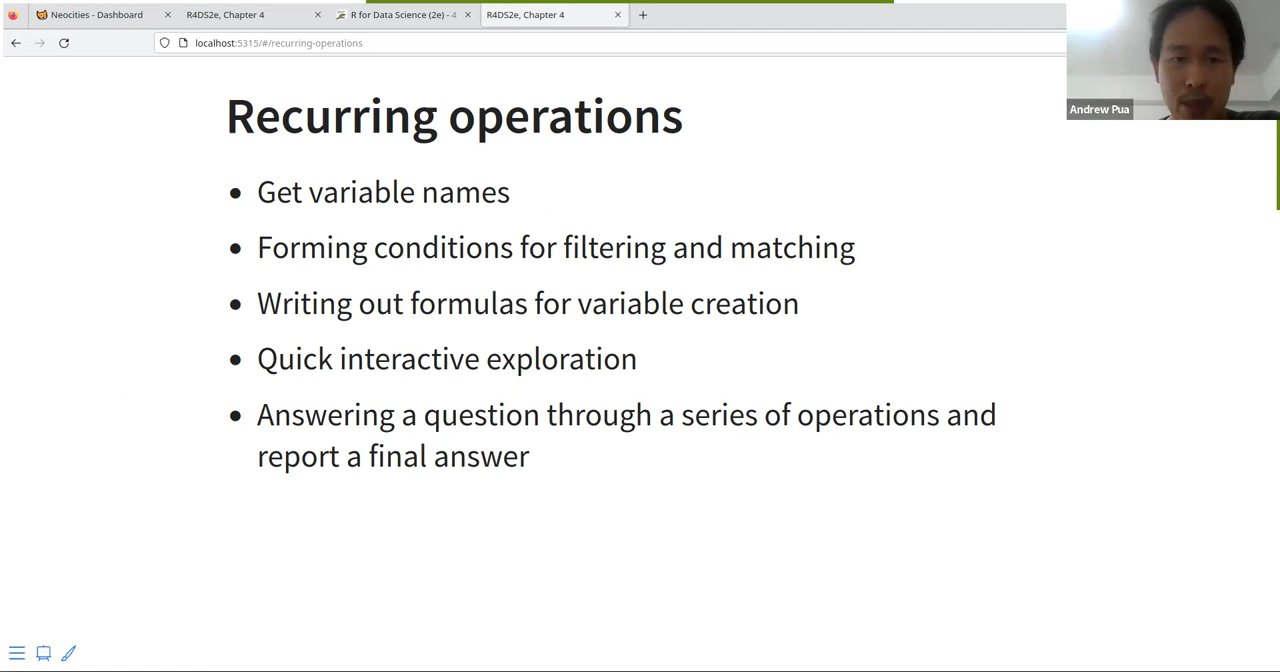 Neocities - Dashboard
R4DS2e, Chapter 4
R for Data Science (2e) - 4
R4DS2e, Chapter 4
localhost:5315/#/recurring-operations
Andrew Pua
Recurring operations
• Get variable names
• Forming conditions for filtering and matching
• Writing out formulas for variable creation
• Quick interactive exploration
• Answering a question through a series of operations and
report a final answer